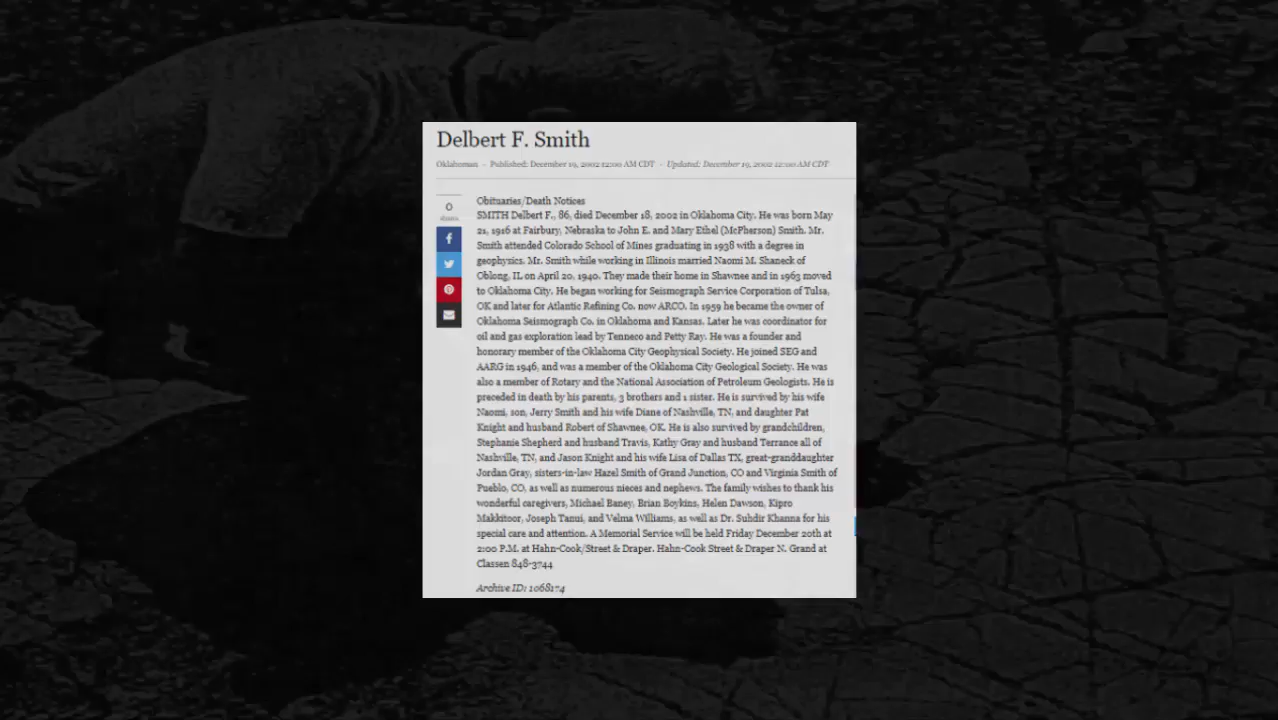 Delbert F. Smith
Oklahoman - Published: December 19, 2002 12:00 AM CDT - Updated: December 19, 2002 12:00 AM CDT
0
shares
Obituaries/Death Notices
SMITH Delbert F., 86, died December 18, 2002 in Oklahoma City. He was born May
21, 1916 at Fairbury, Nebraska to John E. and Mary Ethel (McPherson) Smith. Mr.
Smith attended Colorado School of Mines graduating in 1938 with a degree in
geophysics. Mr. Smith while working in Illinois married Naomi M. Shaneck of
Oblong, IL on April 20, 1940. They made their home in Shawnee and in 1963 moved
to Oklahoma City. He began working for Seismograph Service Corporation of Tulsa,
OK and later for Atlantic Refining Co. now ARCO. In 1959 he became the owner of
Oklahoma Seismograph Co. in Oklahoma and Kansas. Later he was coordinator for
oil and gas exploration lead by Tenneco and Petty Ray. He was a founder and
honorary member of the Oklahoma City Geophysical Society. He joined SEG and
AARG in 1946, and was a member of the Oklahoma City Geological Society. He was
also a member of Rotary and the National Association of Petroleum Geologists. He is
preceded in death by his parents, 3 brothers and 1 sister. He is survived by his wife
Naomi, son, Jerry Smith and his wife Diane of Nashville, TN, and daughter Pat
Knight and husband Robert of Shawnee, OK. He is also survived by grandchildren,
Stephanie Shepherd and husband Travis, Kathy Gray and husband Terrance all of
Nashville, TN, and Jason Knight and his wife Lisa of Dallas TX, great-granddaughter
Jordan Gray, sisters-in-law Hazel Smith of Grand Junction, CO and Virginia Smith of
Pueblo, CO, as well as numerous nieces and nephews. The family wishes to thank his
wonderful caregivers, Michael Baney, Brian Boykins, Helen Dawson, Kipro
Makkitoor, Joseph Tanui, and Velma Williams, as well as Dr. Suhdir Khanna for his
special care and attention. A Memorial Service will be held Friday December 20th at
2:00 P.M. at Hahn-Cook/Street & Draper. Hahn-Cook Street & Draper N. Grand at
Classen 848-3744
Archive ID: 1068174